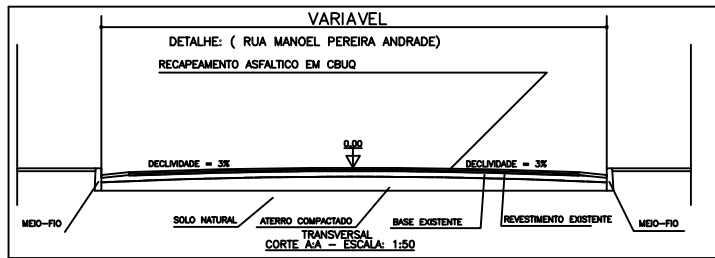 VARIAVEL
DETALHE: ( RUA MANOEL PEREIRA ANDRADE)
RECAPEAMENTO ASFALTICO EM CBUQ
0.00
DECLIVIDADE = 3%
DECLIVIDADE = 3%
MEIO-FIO
SOLO NATURAL
ATERRO COMPACTADO
BASE EXISTENTE
REVESTIMENTO EXISTENTE
MEIO-FIO
TRANSVERSAL
CORTE A:A - ESCALA: 1:50